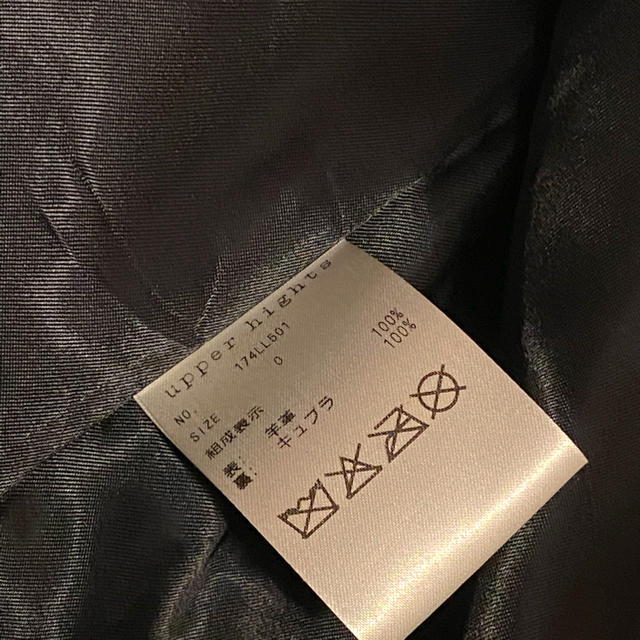 upper hights
NO. 174LL501
SIZE 0
組成表示
表: 羊革 100%
裏: キュプラ 100%